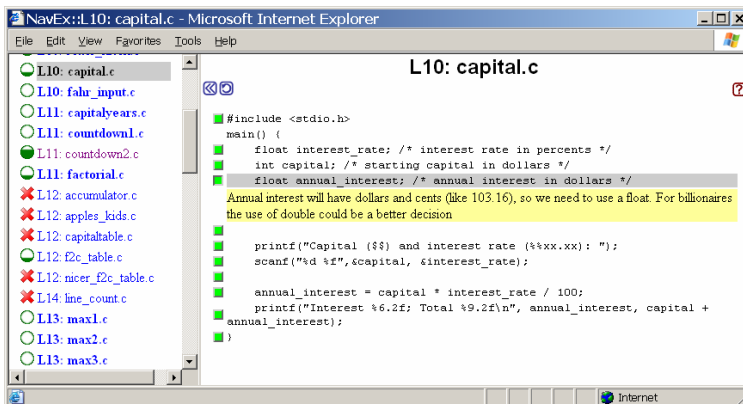 NavEx::L10: capital.c - Microsoft Internet Explorer
File Edit View Favorites Tools Help
L10: capital.c
L10: fahr_input.c
L11: capitalyears.c
L11: countdown1.c
L11: countdown2.c
L11: factorial.c
L12: accumulator.c
L12: apples_kids.c
L12: capitaltable.c
L12: f2c_table.c
L12: nicer_f2c_table.c
L14: line_count.c
L13: max1.c
L13: max2.c
L13: max3.c
L10: capital.c
#include <stdio.h>
main() {
float interest_rate; /* interest rate in percents */
int capital; /* starting capital in dollars */
float annual_interest; /* annual interest in dollars */
Annual interest will have dollars and cents (like 103.16), so we need to use a float. For billionaires
the use of double could be a better decision
printf("Capital ($$) and interest rate (%%xx.xx): ");
scanf("%d %f",&capital, &interest_rate);
annual_interest = capital * interest_rate / 100;
printf("Interest %6.2f; Total %9.2f\n", annual_interest, capital +
annual_interest);
}
Internet